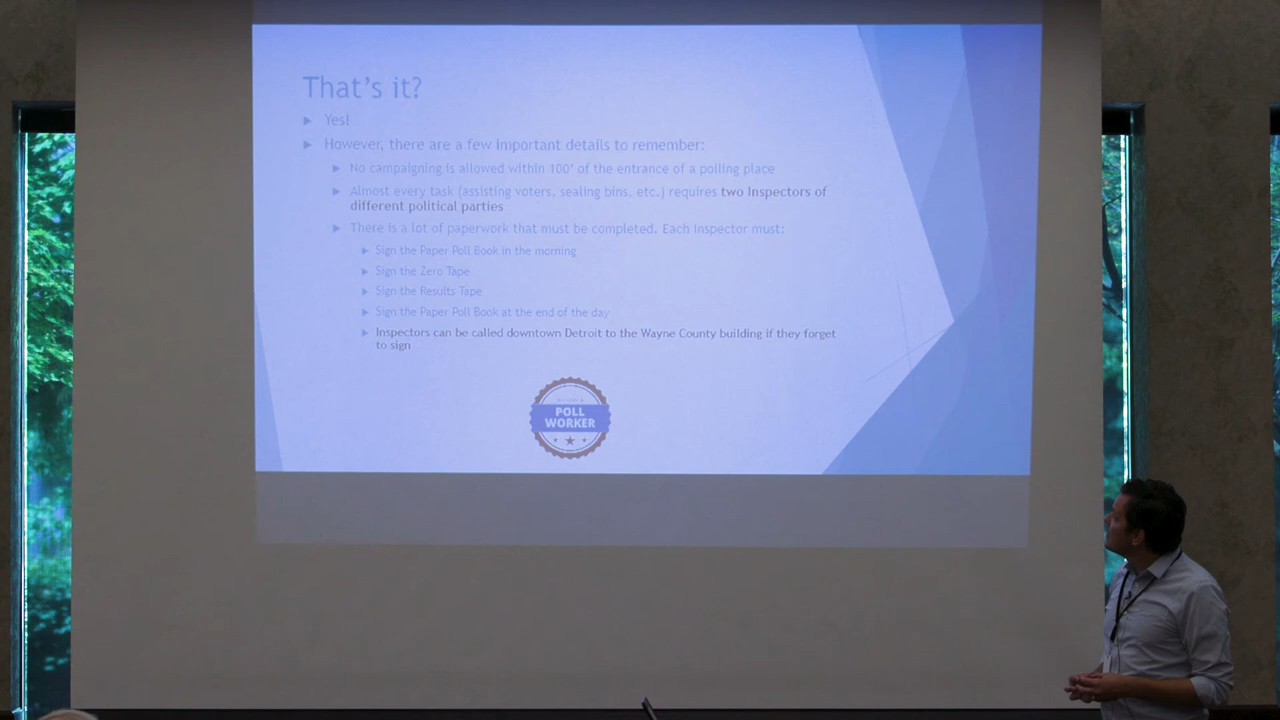 That's it?
Yes!
However, there are a few important details to remember:
No campaigning is allowed within 100' of the entrance of a polling place
Almost every task (assisting voters, sealing bins, etc.) requires two Inspectors of
different political parties
There is a lot of paperwork that must be completed. Each Inspector must:
Sign the Paper Poll Book in the morning
Sign the Zero Tape
Sign the Results Tape
Sign the Paper Poll Book at the end of the day
Inspectors can be called downtown Detroit to the Wayne County building if they forget
to sign
POLL
WORKER